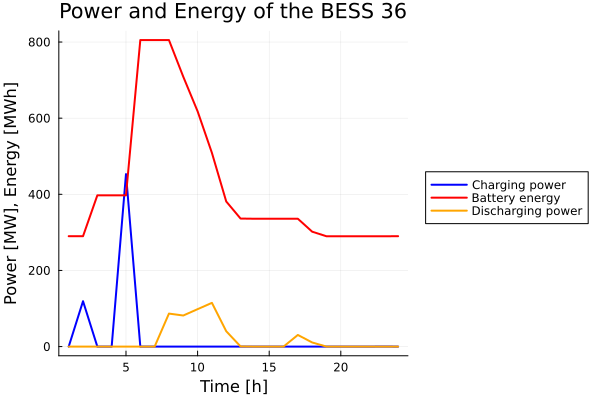 Power and Energy of the BESS 36
Power [MW], Energy [MWh]
800
600
400
200
0
5
10
15
20
Time [h]
Charging power
Battery energy
Discharging power